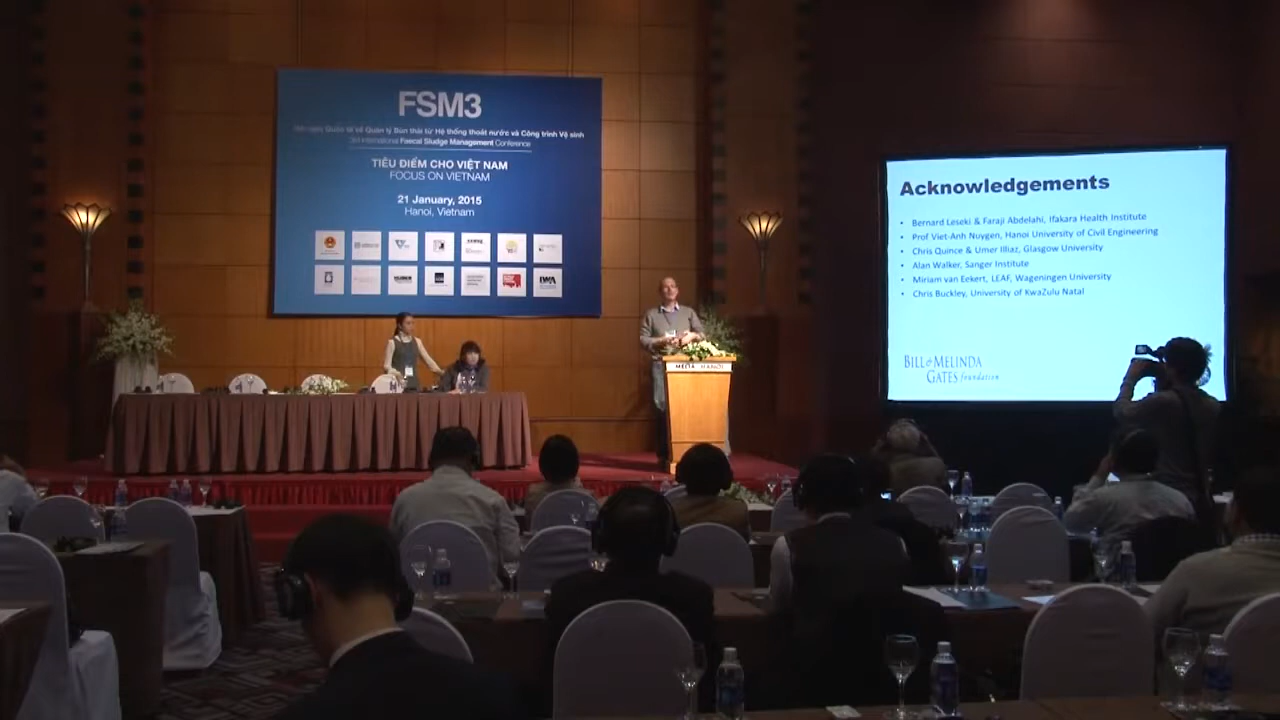 FSM3
Hội nghị Quốc tế về Quản lý Bùn thải từ Hệ thống thoát nước và Công trình Vệ sinh
3rd International Faecal Sludge Management Conference
TIÊU ĐIỂM CHO VIỆT NAM
FOCUS ON VIETNAM
21 January, 2015
Hanoi, Vietnam
IWA
MELIA HANOI
Acknowledgements
• Bernard Leseki & Faraji Abdelahi, Ifakara Health Institute
• Prof Viet-Anh Nuygen, Hanoi University of Civil Engineering
• Chris Quince & Umer Illiaz, Glasgow University
• Alan Walker, Sanger Institute
• Miriam van Eekert, LEAF, Wageningen University
• Chris Buckley, University of KwaZulu Natal
BILL & MELINDA
GATES foundation